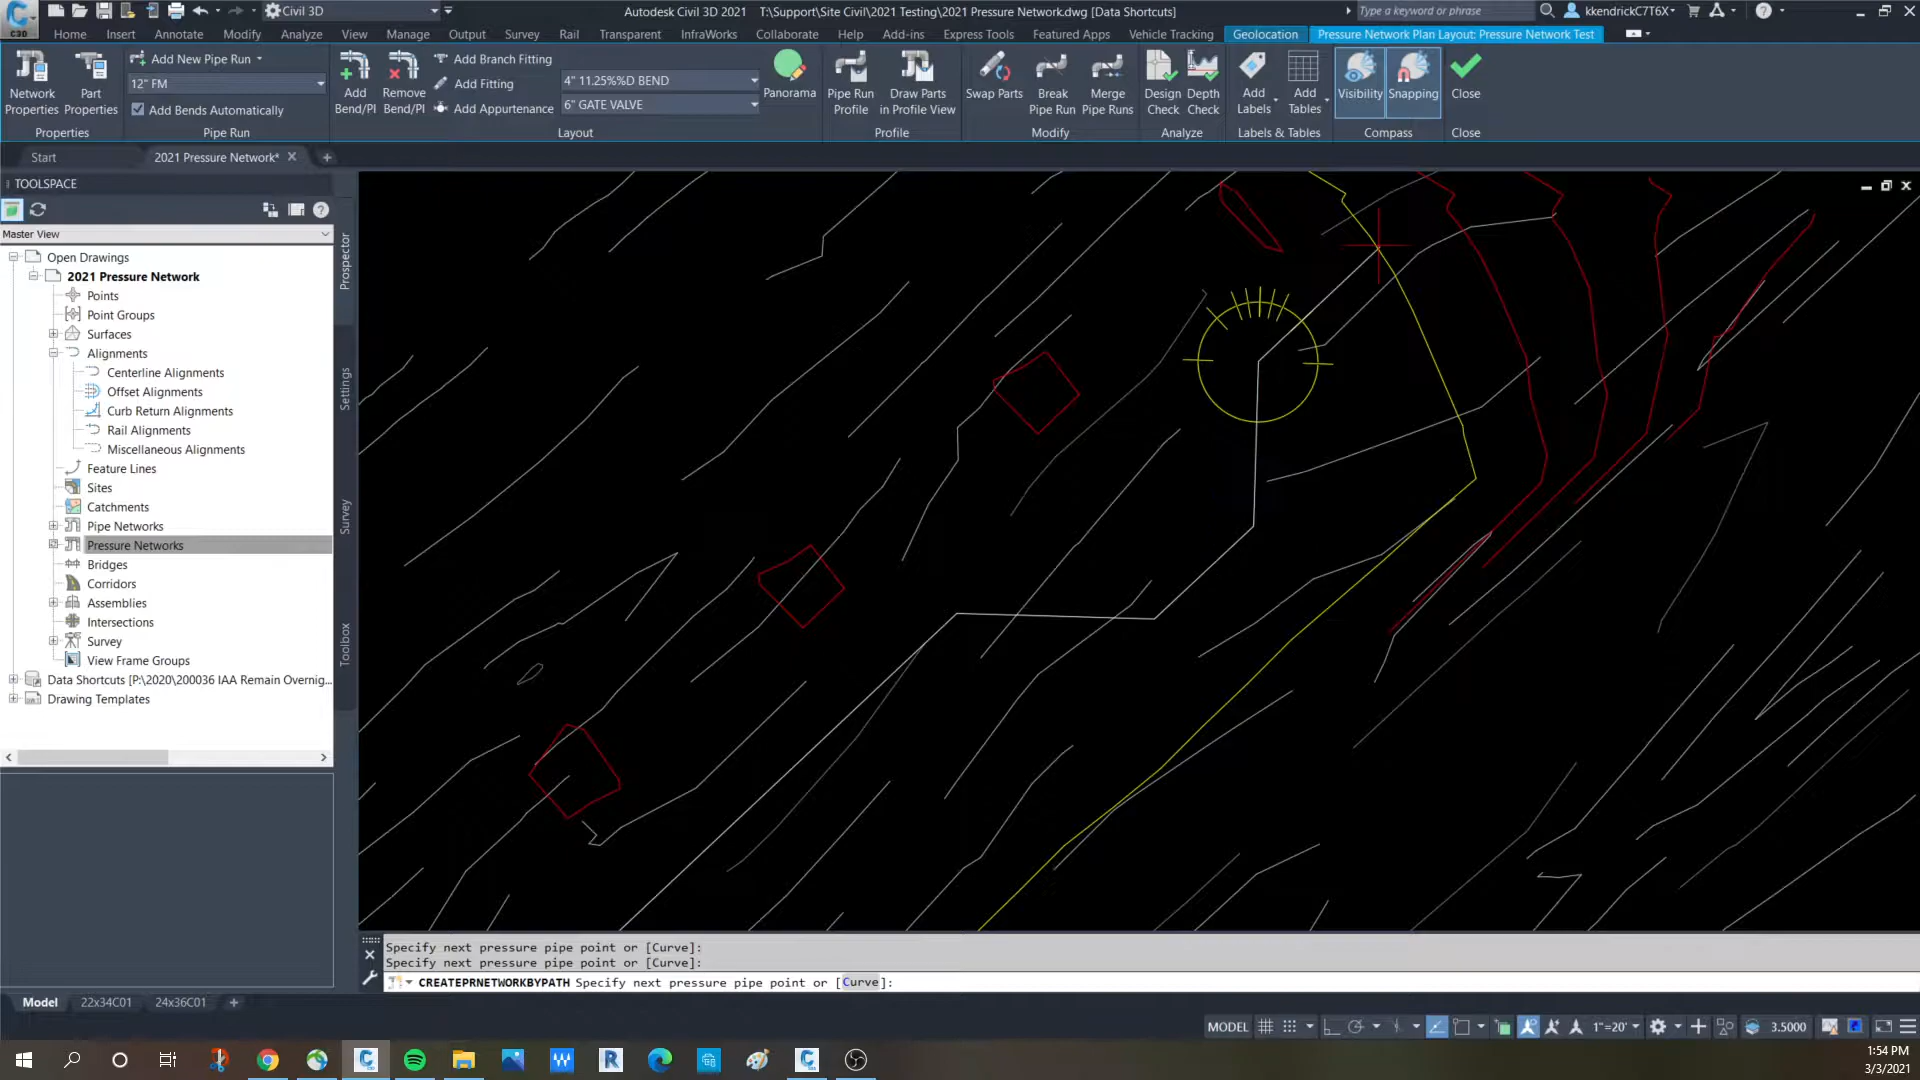 Civil 3D
Autodesk Civil 3D 2021 T:\Support\Site Civil\2021 Testing\2021 Pressure Network.dwg [Data Shortcuts]
Type a keyword or phrase
kkendrickC7T6X
C3D
Home Insert Annotate Modify Analyze View Manage Output Survey Rail Transparent InfraWorks Collaborate Help Add-ins Express Tools Featured Apps Vehicle Tracking Geolocation Pressure Network Plan Layout: Pressure Network Test
Network Properties
Part Properties
Properties
Add New Pipe Run
12" FM
Add Bends Automatically
Pipe Run
Add Bend/PI
Remove Bend/PI
Add Branch Fitting
Add Fitting
Add Appurtenance
4" 11.25%%D BEND
6" GATE VALVE
Panorama
Layout
Pipe Run Profile
Draw Parts in Profile View
Profile
Swap Parts
Break Pipe Run
Merge Pipe Runs
Modify
Design Check
Depth Check
Analyze
Add Labels
Add Tables
Labels & Tables
Visibility
Snapping
Compass
Close
Close
Start
2021 Pressure Network*
TOOLSPACE
Master View
Open Drawings
2021 Pressure Network
Points
Point Groups
Surfaces
Alignments
Centerline Alignments
Offset Alignments
Curb Return Alignments
Rail Alignments
Miscellaneous Alignments
Feature Lines
Sites
Catchments
Pipe Networks
Pressure Networks
Bridges
Corridors
Assemblies
Intersections
Survey
View Frame Groups
Data Shortcuts [P:\2020\200036 IAA Remain Overnig...
Drawing Templates
Prospector
Settings
Survey
Toolbox
Specify next pressure pipe point or [Curve]:
Specify next pressure pipe point or [Curve]:
CREATEPRNETWORKBYPATH Specify next pressure pipe point or [Curve]:
Model 22x34C01 24x36C01
MODEL
1"=20'
3.5000
1:54 PM
3/3/2021